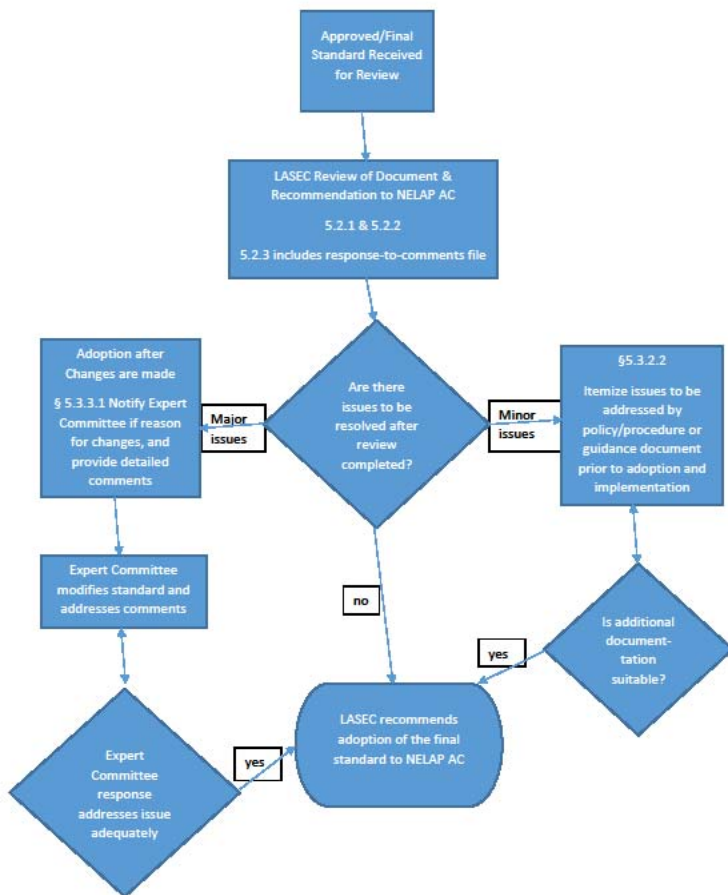 Approved/Final
Standard Received
for Review
LASEC Review of Document &
Recommendation to NELAP AC
5.2.1 & 5.2.2
5.2.3 includes response-to-comments file
Adoption after
Changes are made
§ 5.3.3.1 Notify Expert
Committee if reason
for changes, and
provide detailed
comments
Major
issues
Are there
issues to be
resolved after
review
completed?
Minor
issues
§5.3.2.2
Itemize issues to be
addressed by
policy/procedure or
guidance document
prior to adoption and
implementation
Expert Committee
modifies standard and
addresses comments
no
Is additional
document-
tation
suitable?
yes
LASEC recommends
adoption of the final
standard to NELAP AC
Expert
Committee
response
addresses issue
adequately
yes